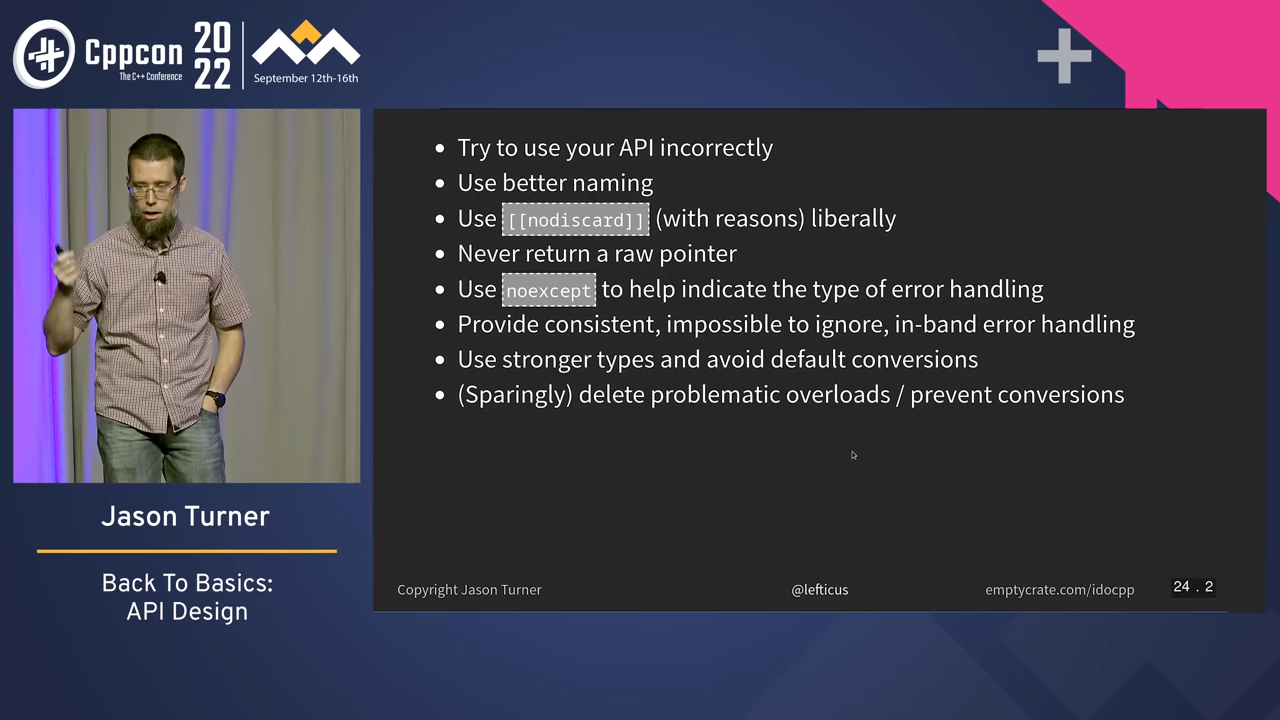 Cppcon
The C++ Conference
20
22
September 12th-16th
Try to use your API incorrectly
Use better naming
Use [[nodiscard]] (with reasons) liberally
Never return a raw pointer
Use noexcept to help indicate the type of error handling
Provide consistent, impossible to ignore, in-band error handling
Use stronger types and avoid default conversions
(Sparingly) delete problematic overloads / prevent conversions
Copyright Jason Turner
@lefticus
emptycrate.com/idocpp
24 . 2
Jason Turner
Back To Basics:
API Design